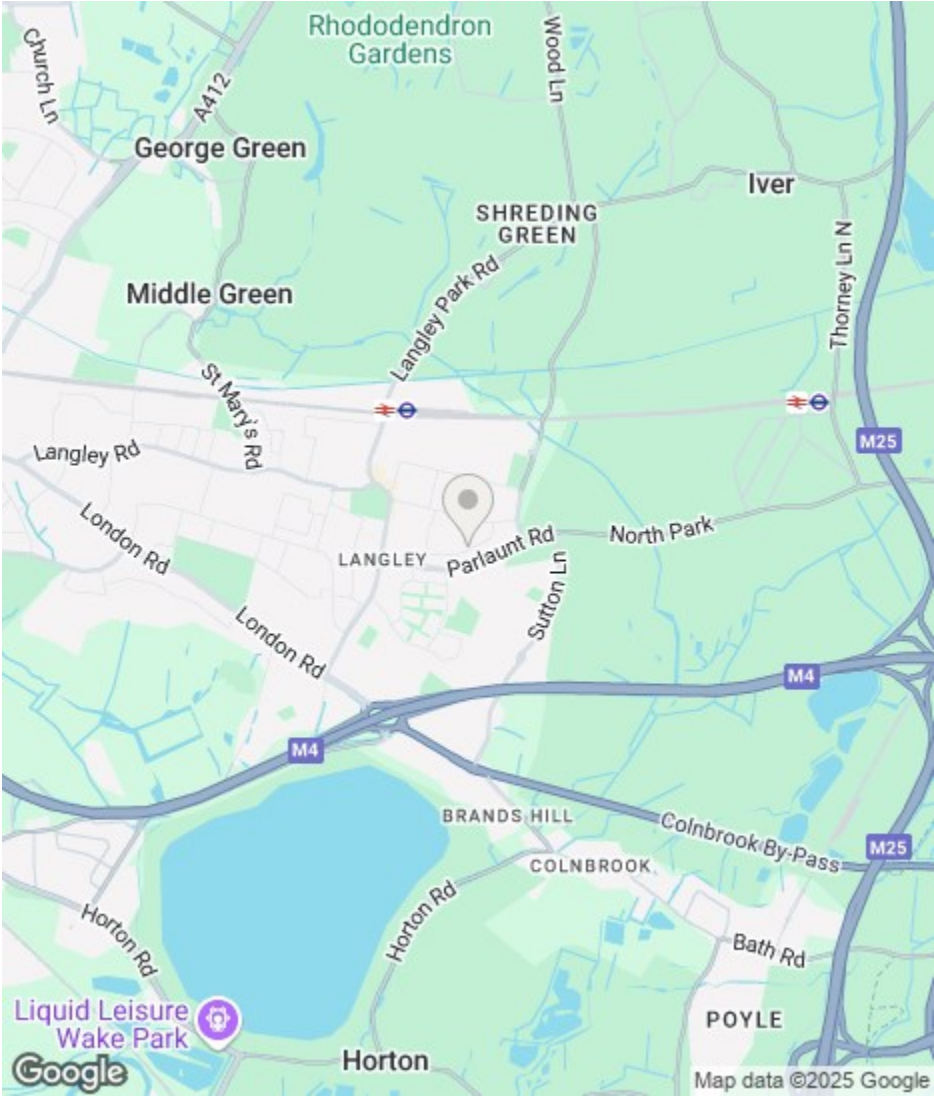 Rhododendron
Gardens
Church Ln
A412
Wood Ln
George Green
Iver
SHREDING
GREEN
Thorney Ln N
Middle Green
Langley Park Rd
St Mary's Rd
M25
Langley Rd
London Rd
North Park
Parlaunt Rd
LANGLEY
Sutton Ln
London Rd
M4
M4
BRANDS HILL
Colnbrook By-Pass
M25
COLNBROOK
Horton Rd
Horton Rd
Bath Rd
Liquid Leisure
Wake Park
POYLE
Horton
Google
Map data ©2025 Google